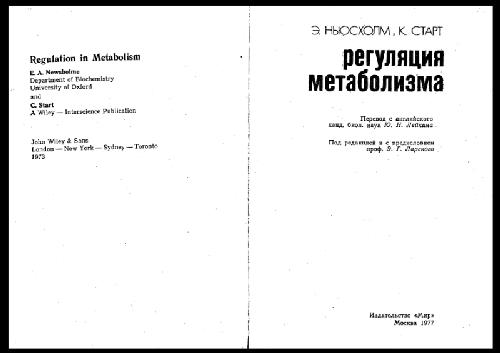 Regulation in Metabolism
E. A. Newsholme
Department of Biochemistry
University of Oxford
and
C. Start
A Wiley — Interscience Publication
John Wiley & Sons
London — New York — Sydney — Toronto
1973
Э. НЬЮСХОЛМ, К. СТАРТ
регуляция
метаболизма
Перевод с английского
канд. биол. наук Ю. Н. Лейкина
Под редакцией и с предисловием
проф.
Издательство «Мир»
Москва 1977